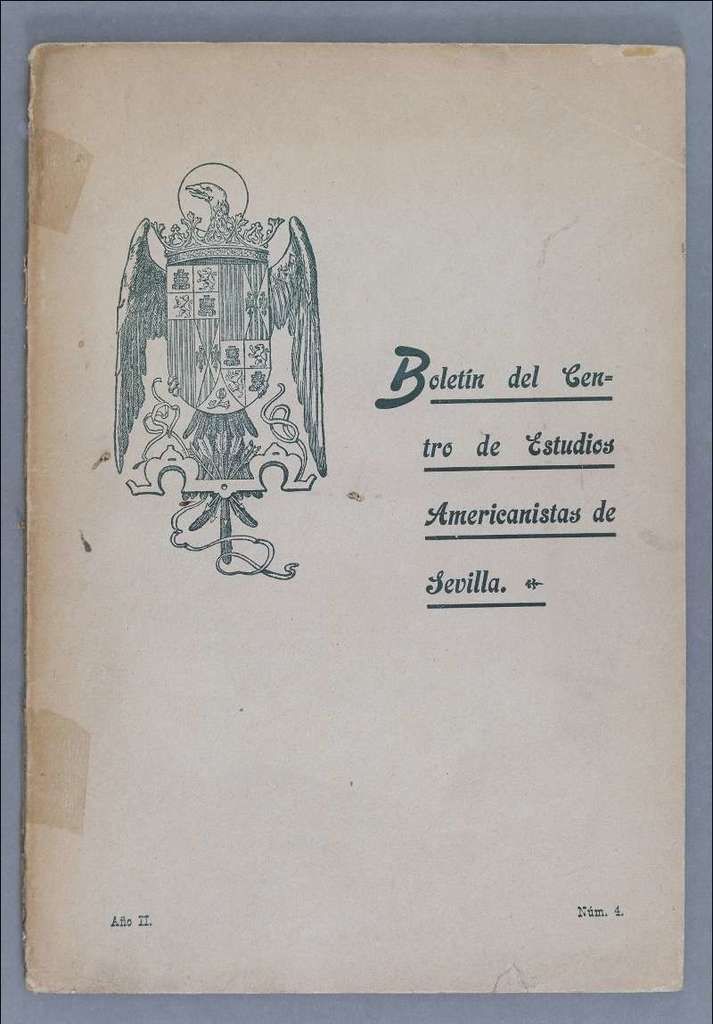 Boletín del Cen=
tro de Estudios
Americanistas de
Sevilla.
Año II.
Núm. 4.